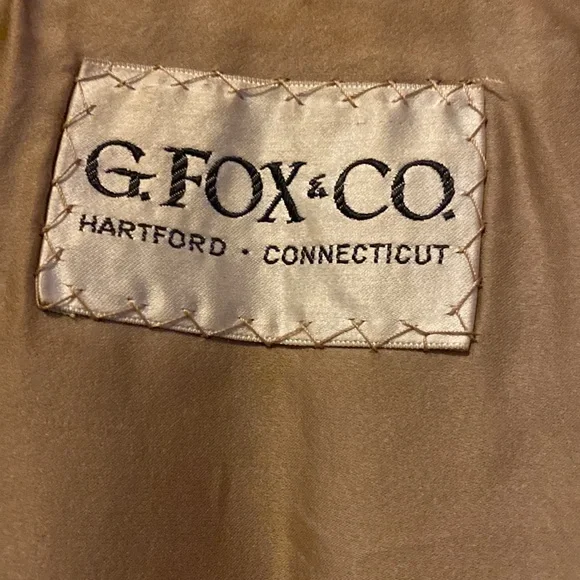 G. FOX & CO.
HARTFORD · CONNECTICUT